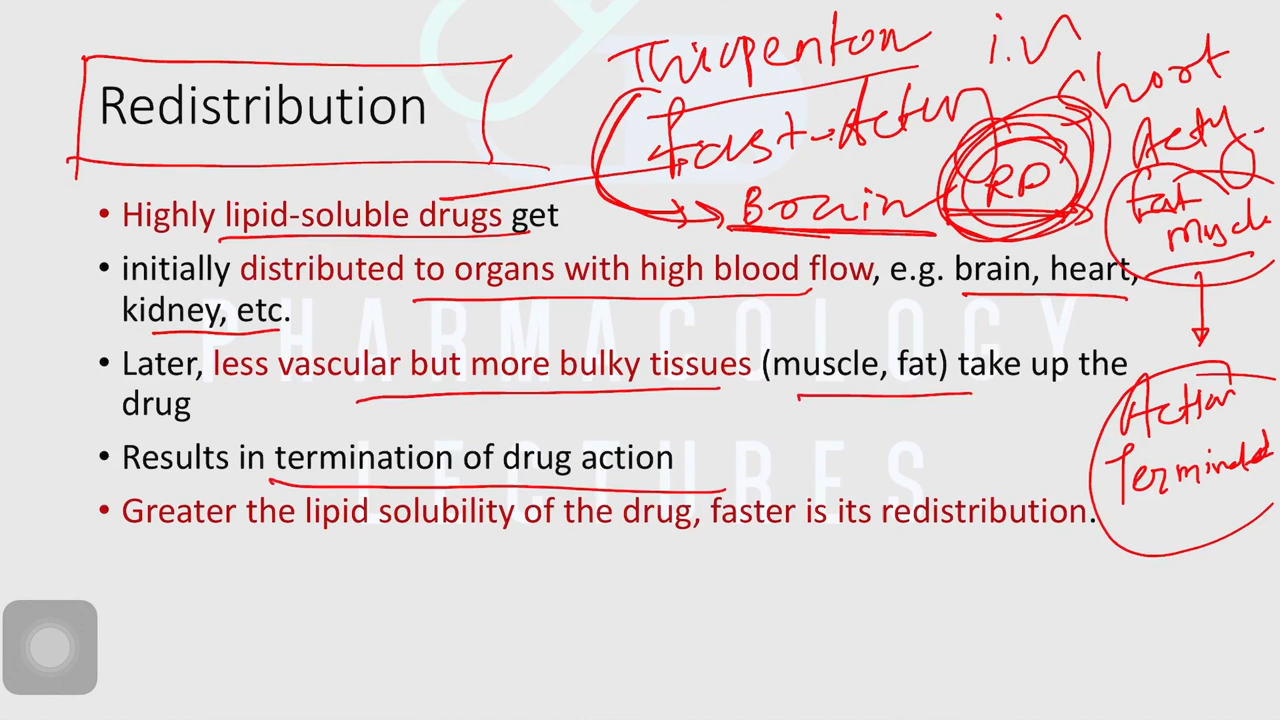 Thiopenton i.v
Short
Redistribution
fast-Acting
Acty.
RD
Brain
Fat
Muscle
• Highly lipid-soluble drugs get
• initially distributed to organs with high blood flow, e.g. brain, heart,
kidney, etc.
• Later, less vascular but more bulky tissues (muscle, fat) take up the
drug
Action
Terminated
• Results in termination of drug action
• Greater the lipid solubility of the drug, faster is its redistribution.
PHARMACOLOGY
LECTURES